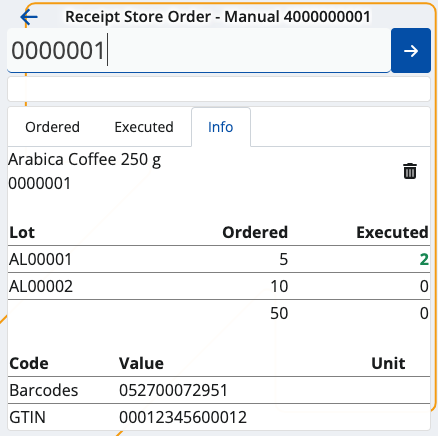 Receipt Store Order - Manual 4000000001
0000001
Ordered Executed Info
Arabica Coffee 250 g
0000001
Lot Ordered Executed
AL00001 5 2
AL00002 10 0
50 0
Code Value Unit
Barcodes 052700072951
GTIN 00012345600012